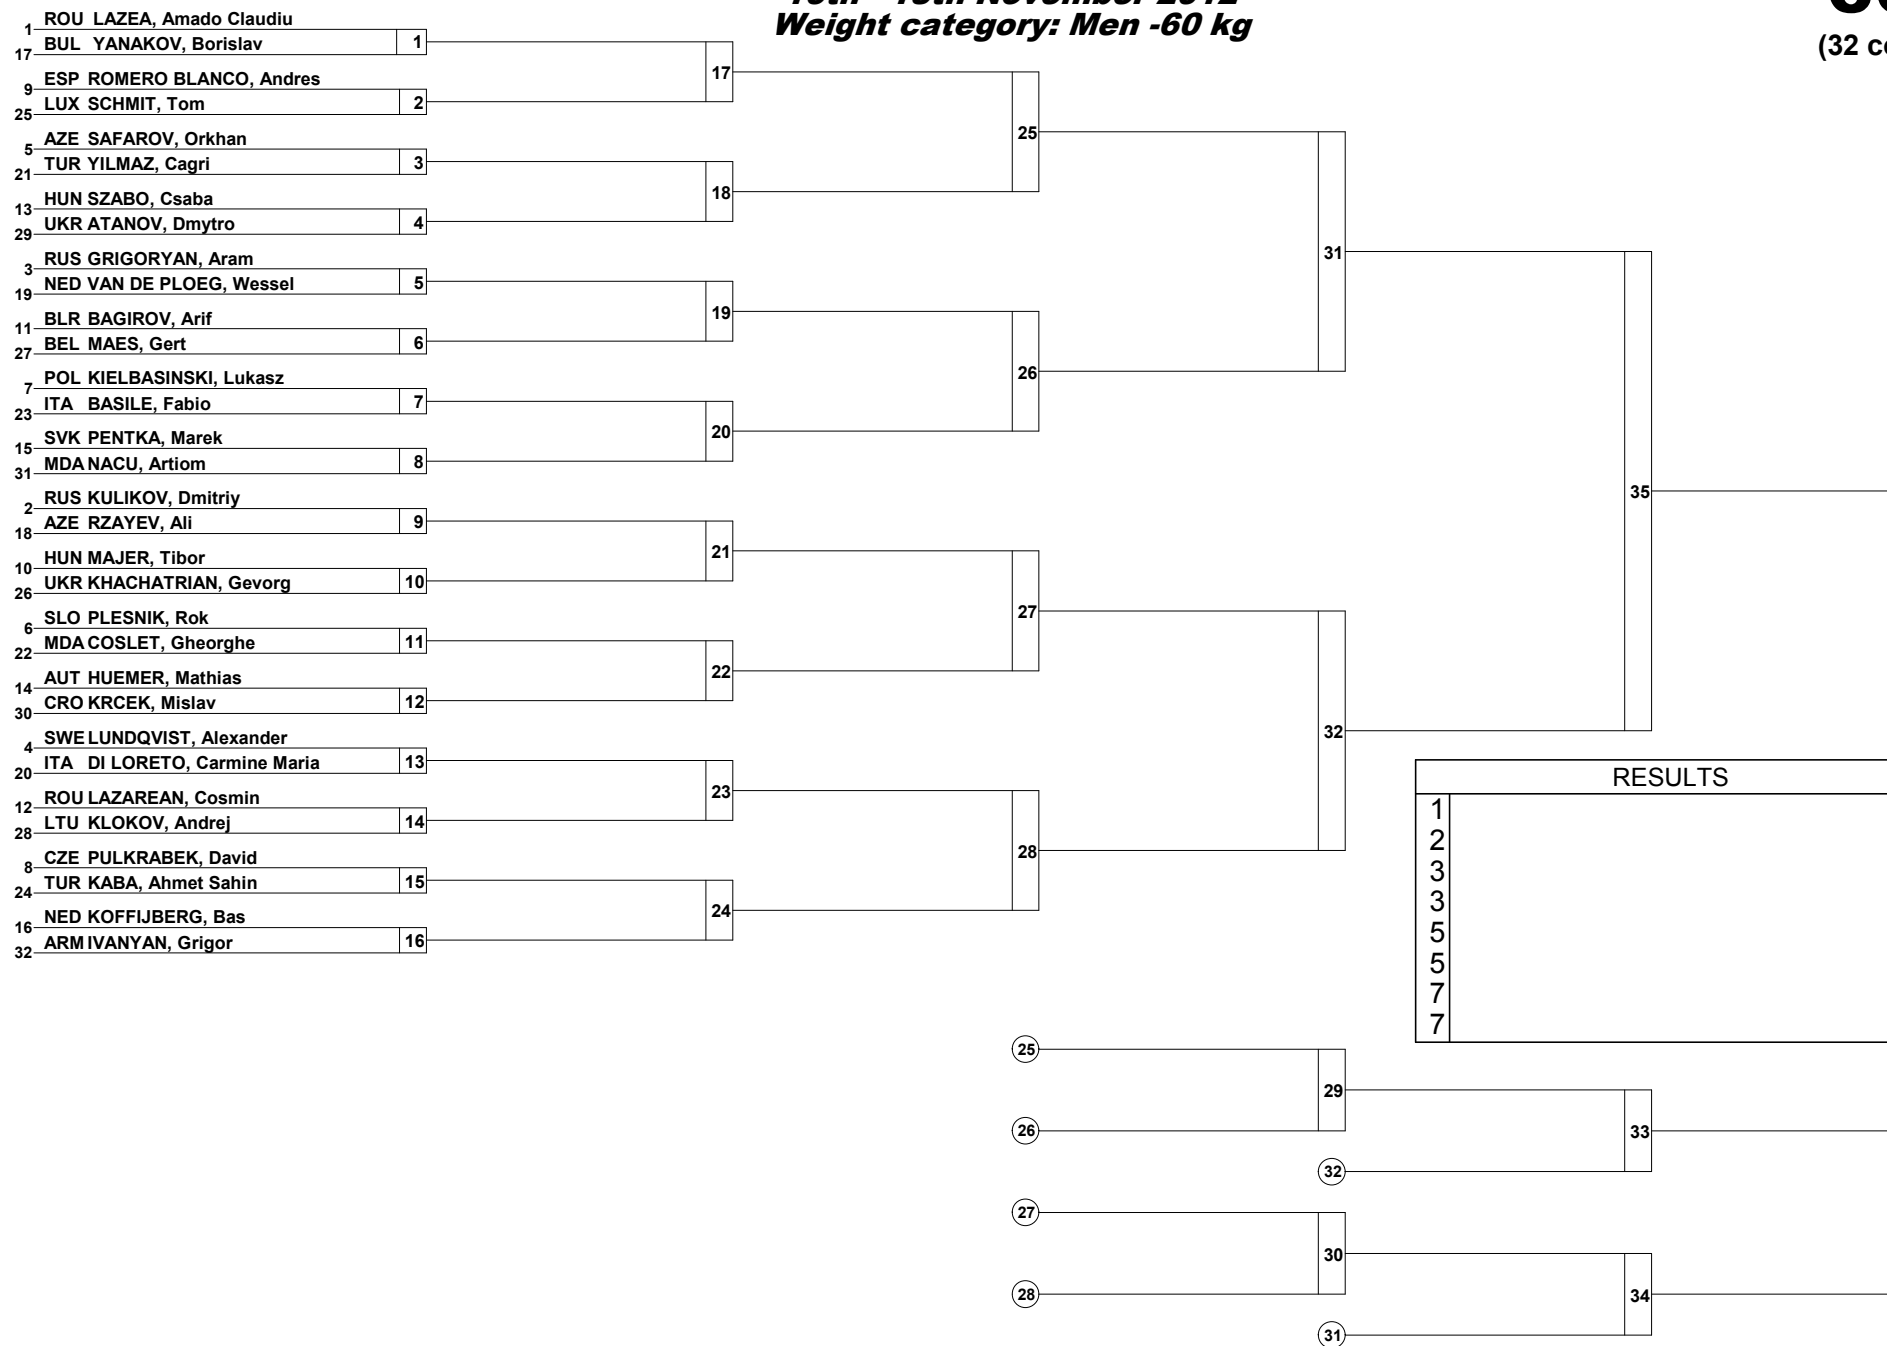 Weight category: Men -60 kg
(32
1 ROU LAZEA, Amado Claudiu
17 BUL YANAKOV, Borislav 1
9 ESP ROMERO BLANCO, Andres
25 LUX SCHMIT, Tom 2
5 AZE SAFAROV, Orkhan
21 TUR YILMAZ, Cagri 3
13 HUN SZABO, Csaba
29 UKR ATANOV, Dmytro 4
3 RUS GRIGORYAN, Aram
19 NED VAN DE PLOEG, Wessel 5
11 BLR BAGIROV, Arif
27 BEL MAES, Gert 6
7 POL KIELBASINSKI, Lukasz
23 ITA BASILE, Fabio 7
15 SVK PENTKA, Marek
31 MDA NACU, Artiom 8
2 RUS KULIKOV, Dmitriy
18 AZE RZAYEV, Ali 9
10 HUN MAJER, Tibor
26 UKR KHACHATRIAN, Gevorg 10
6 SLO PLESNIK, Rok
22 MDA COSLET, Gheorghe 11
14 AUT HUEMER, Mathias
30 CRO KRCEK, Mislav 12
4 SWE LUNDQVIST, Alexander
20 ITA DI LORETO, Carmine Maria 13
12 ROU LAZAREAN, Cosmin
28 LTU KLOKOV, Andrej 14
8 CZE PULKRABEK, David
24 TUR KABA, Ahmet Sahin 15
16 NED KOFFIJBERG, Bas
32 ARM IVANYAN, Grigor 16
17
18
19
20
21
22
23
24
25
26
27
28
31
32
35
RESULTS
1
2
3
3
5
5
7
7
25
26
29
32
33
27
28
30
31
34